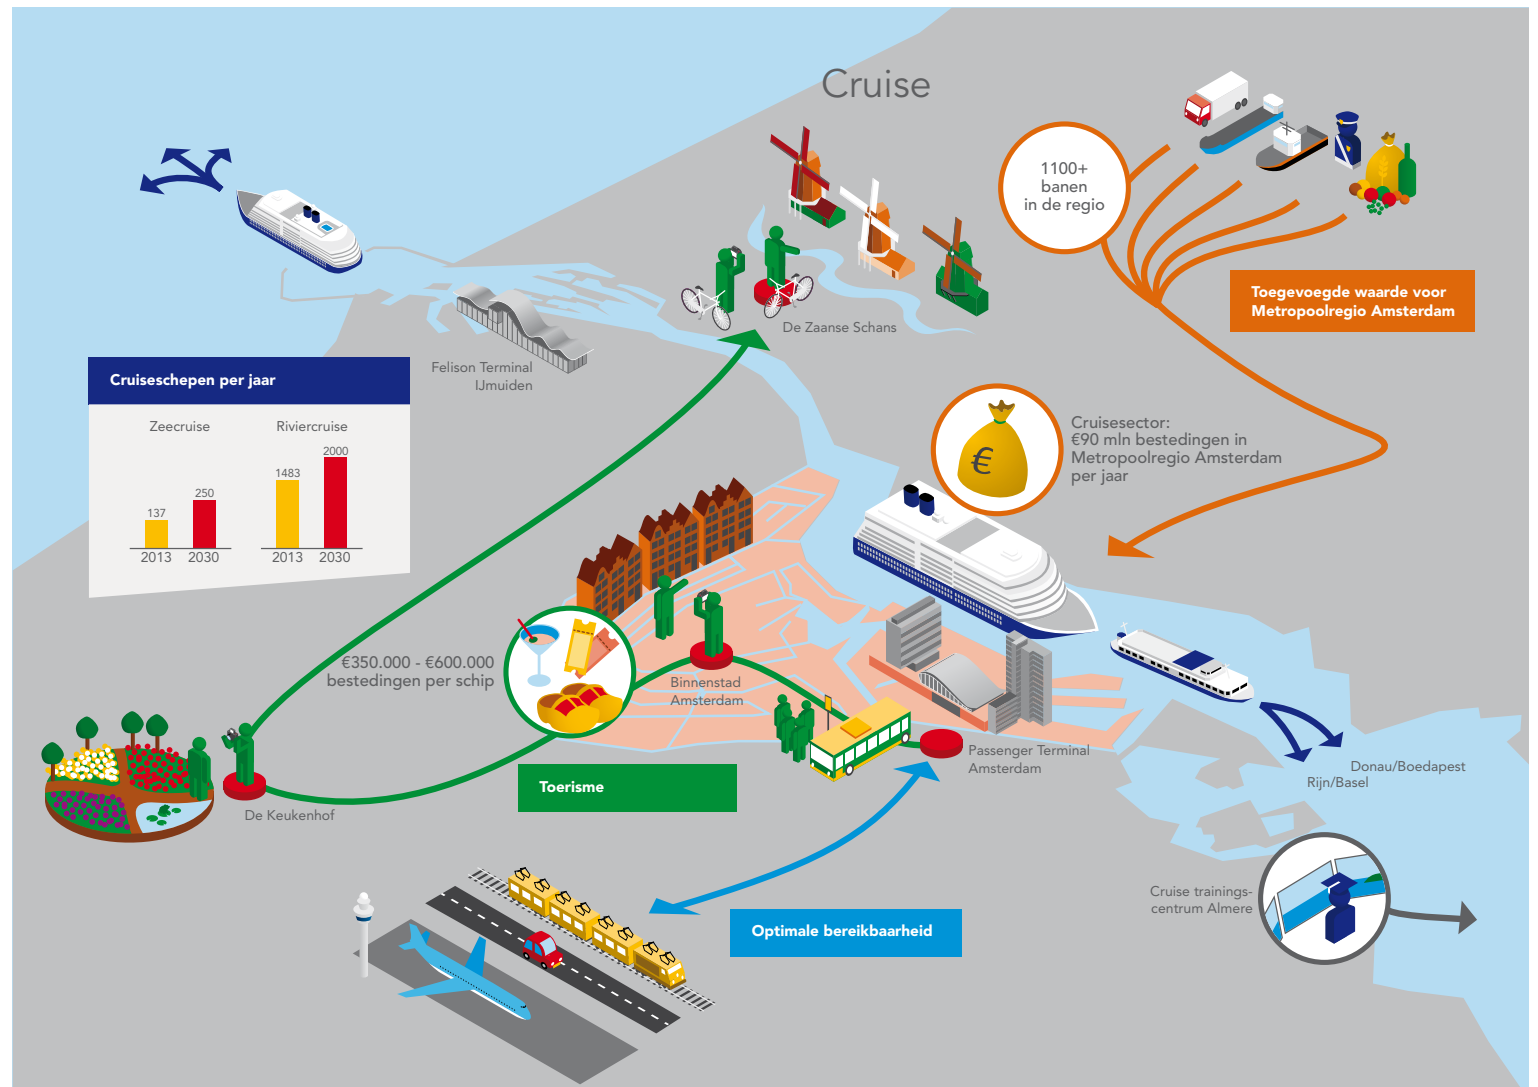 Cruise
1100+
banen
in de regio
Toegevoegde waarde voor
Metropoolregio Amsterdam
De Zaanse Schans
Felison Terminal
IJmuiden
Cruiseschepen per jaar
Zeecruise
Riviercruise
137
250
1483
2000
2013
2030
2013
2030
Cruisesector:
€90 mln bestedingen in
Metropoolregio Amsterdam
per jaar
€
€350.000 - €600.000
bestedingen per schip
Binnenstad
Amsterdam
Passenger Terminal
Amsterdam
Donau/Boedapest
Rijn/Basel
Toerisme
De Keukenhof
Cruise trainings-
centrum Almere
Optimale bereikbaarheid